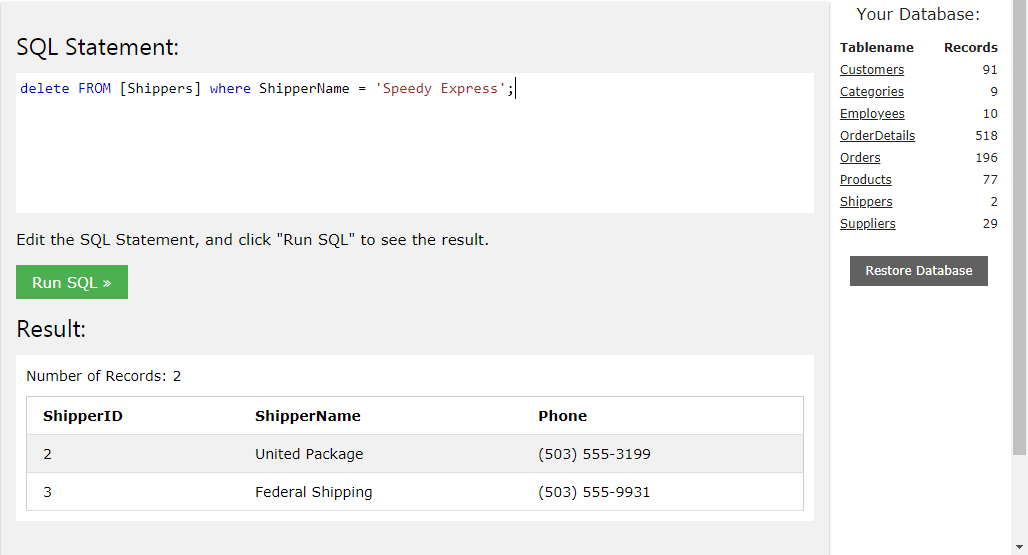 SQL Statement:
delete FROM [Shippers] where ShipperName = 'Speedy Express';
Edit the SQL Statement, and click "Run SQL" to see the result.
Run SQL »
Result:
Number of Records: 2
ShipperID ShipperName Phone
2 United Package (503) 555-3199
3 Federal Shipping (503) 555-9931
Your Database:
Tablename Records
Customers 91
Categories 9
Employees 10
OrderDetails 518
Orders 196
Products 77
Shippers 2
Suppliers 29
Restore Database